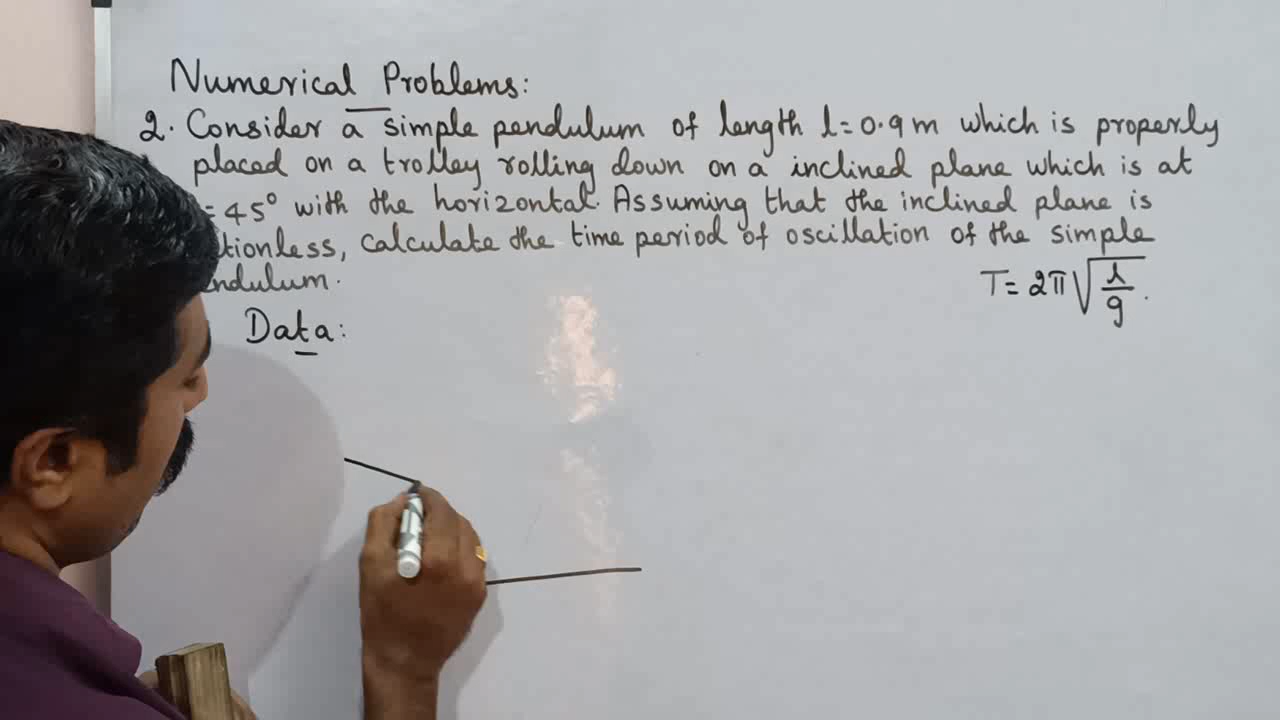 Numerical Problems:
2. Consider a simple pendulum of length l = 0.9 m which is properly
placed on a trolley rolling down on a inclined plane which is at
= 45° with the horizontal. Assuming that the inclined plane is
tionless, calculate the time period of oscillation of the simple
ndulum.
T = 2π√(l/g).
Data: